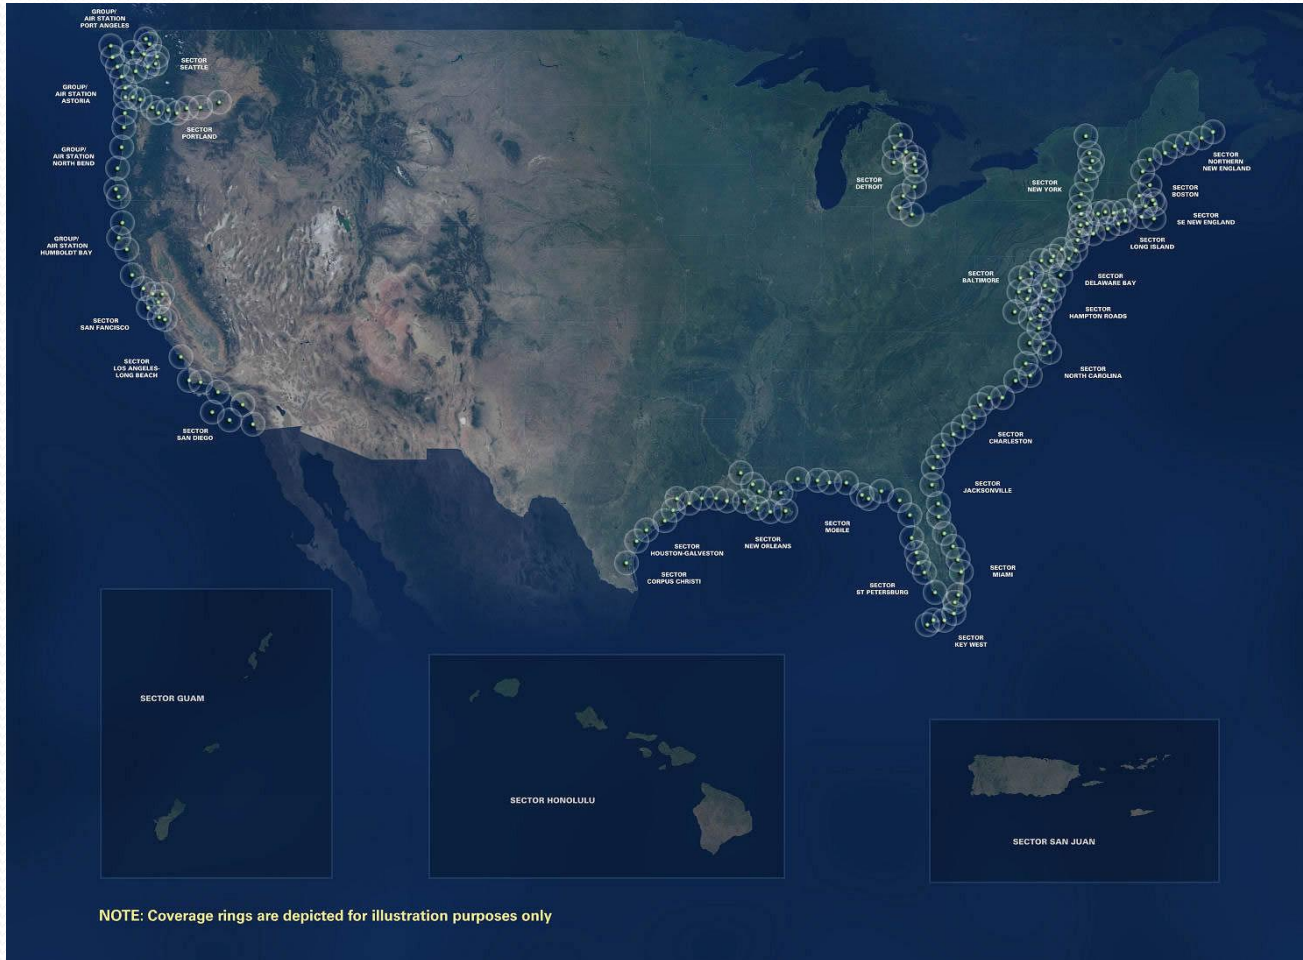 GROUP/
AIR STATION
PORT ANGELES
SECTOR
SEATTLE
GROUP/
AIR STATION
ASTORIA
SECTOR
PORTLAND
GROUP/
AIR STATION
NORTH BEND
GROUP/
AIR STATION
HUMBOLDT BAY
SECTOR
SAN FANCISCO
SECTOR
LOS ANGELES-
LONG BEACH
SECTOR
SAN DIEGO
SECTOR
DETROIT
SECTOR
NEW YORK
SECTOR
NORTHERN
NEW ENGLAND
SECTOR
BOSTON
SECTOR
SE NEW ENGLAND
SECTOR
LONG ISLAND
SECTOR
BALTIMORE
SECTOR
DELAWARE BAY
SECTOR
HAMPTON ROADS
SECTOR
NORTH CAROLINA
SECTOR
CHARLESTON
SECTOR
JACKSONVILLE
SECTOR
MOBILE
SECTOR
NEW ORLEANS
SECTOR
HOUSTON-GALVESTON
SECTOR
CORPUS CHRISTI
SECTOR
MIAMI
SECTOR
ST PETERSBURG
SECTOR
KEY WEST
SECTOR GUAM
SECTOR HONOLULU
SECTOR SAN JUAN
NOTE: Coverage rings are depicted for illustration purposes only